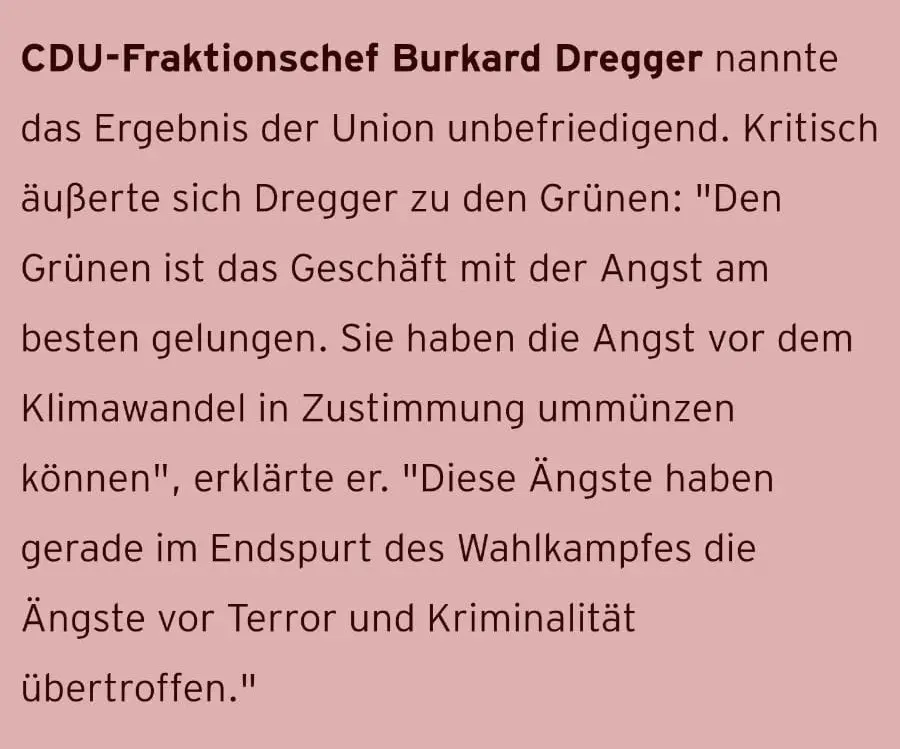 CDU-Fraktionschef Burkard Dregger nannte
das Ergebnis der Union unbefriedigend. Kritisch
äußerte sich Dregger zu den Grünen: "Den
Grünen ist das Geschäft mit der Angst am
besten gelungen. Sie haben die Angst vor dem
Klimawandel in Zustimmung ummünzen
können", erklärte er. "Diese Ängste haben
gerade im Endspurt des Wahlkampfes die
Ängste vor Terror und Kriminalität
übertroffen."